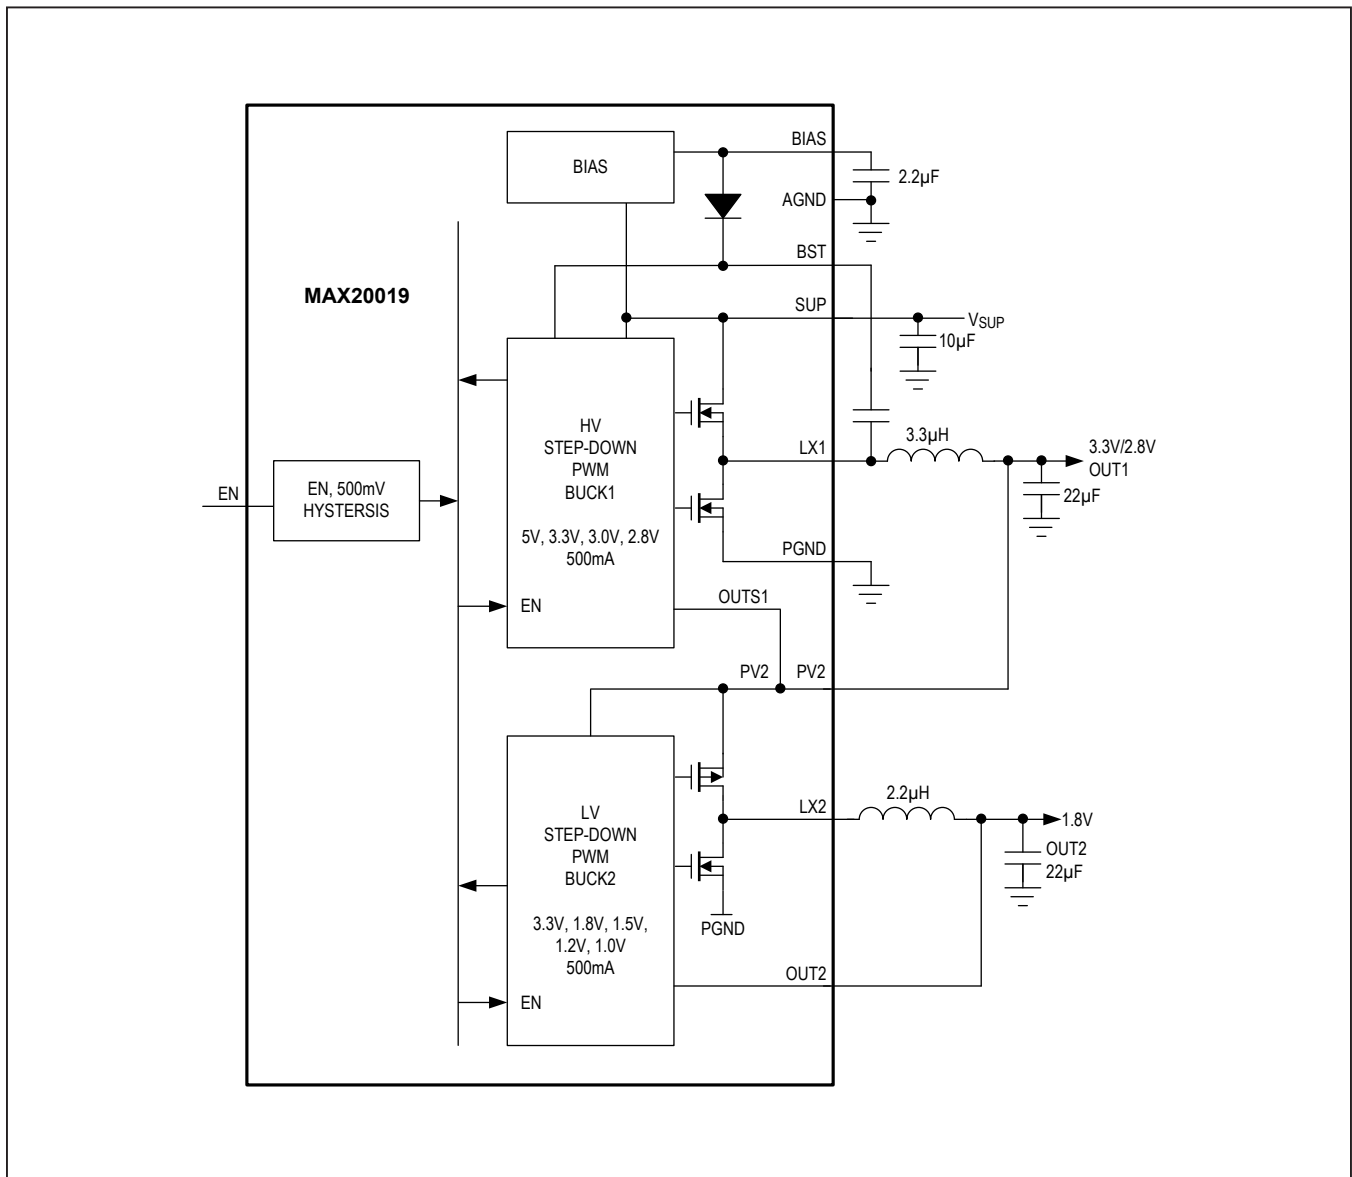 BIAS
BIAS
2.2µF
AGND
BST
MAX20019
SUP
VSUP
10µF
HV
STEP-DOWN
PWM
BUCK1
5V, 3.3V, 3.0V, 2.8V
500mA
EN
LX1
3.3µH
3.3V/2.8V
OUT1
22µF
EN
EN, 500mV
HYSTERSIS
PGND
OUTS1
PV2
PV2
LV
STEP-DOWN
PWM
BUCK2
3.3V, 1.8V, 1.5V,
1.2V, 1.0V
500mA
EN
LX2
2.2µH
1.8V
OUT2
22µF
PGND
OUT2